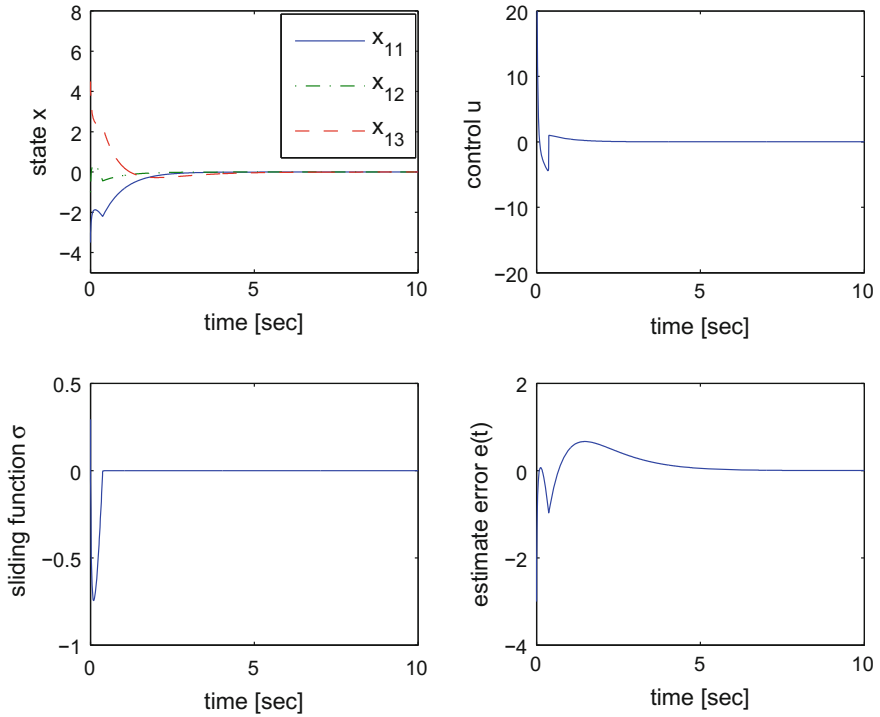 8
6
4
2
0
−2
−4
0
5
10
state x
time [sec]
x11
x12
x13
20
10
0
−10
−20
0
5
10
control u
time [sec]
0.5
0
−0.5
−1
0
5
10
sliding function σ
time [sec]
2
0
−2
−4
0
5
10
estimate error e(t)
time [sec]